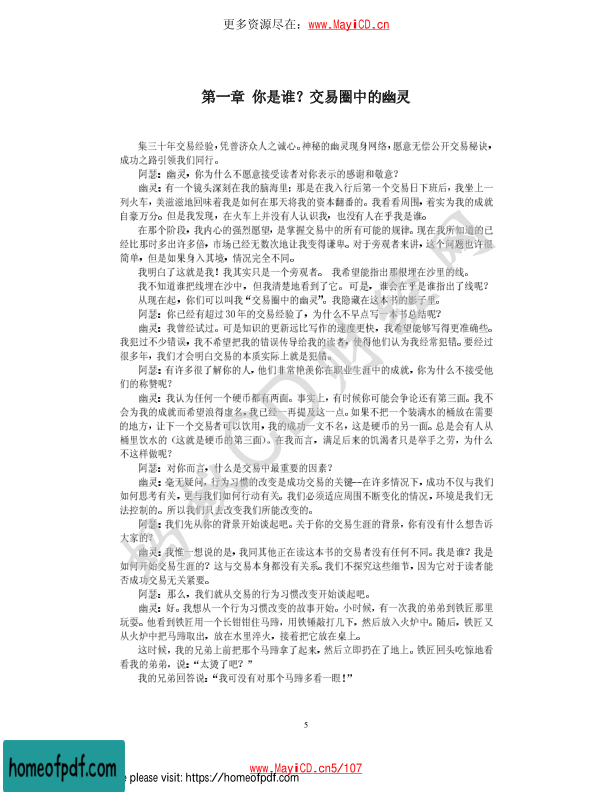 更多资源尽在：www.MayiCD.cn
第一章 你是谁？交易圈中的幽灵
集三十年交易经验，凭普济众人之诚心。神秘的幽灵现身网络，愿意无偿公开交易秘诀，
成功之路引领我们同行。
阿瑟：幽灵，你为什么不愿意接受读者对你表示的感谢和敬意？
幽灵：有一个镜头深刻在我的脑海里：那是在我入行后第一个交易日下班后，我坐上一
列火车，美滋滋地回味着我是如何在那天将我的资本翻番的。我看看周围，着实为我的成就
自豪万分。但是我发现，在火车上并没有人认识我，也没有人在乎我是谁。
在那个阶段，我内心的强烈愿望，是掌握交易中的所有可能的规律。现在我所知道的已
经比那时多出许多倍，市场已经无数次地让我变得谦卑。对于旁观者来讲，这个问题也许很
简单，但是如果身入其境，情况完全不同。
我明白了这就是我！我其实只是一个旁观者。 我希望能指出那根埋在沙里的线。
我不知道谁把线埋在沙中，但我清楚地看到了它。可是，谁会在乎是谁指出了线呢？
从现在起，你们可以叫我“交易圈中的幽灵”。我隐藏在这本书的影子里。
阿瑟：你已经有超过 30 年的交易经验了，为什么不早点写一本书总结呢？
幽灵：我曾经试过。可是知识的更新远比写作的速度更快，我希望能够写得更准确些。
我犯过不少错误，我不希望把我的错误传导给我的读者，使得他们认为我经常犯错。要经过
很多年，我们才会明白交易的本质实际上就是犯错。
阿瑟：有许多很了解你的人，他们非常艳羡你在职业生涯中的成就，你为什么不接受他
们的称赞呢？
幽灵：我认为任何一个硬币都有两面。事实上，有时候你可能会争论还有第三面。我不
会为我的成就而希望浪得虚名，我已经一再提及这一点。如果不把一个装满水的桶放在需要
的地方，让下一个交易者可以饮用，我的成功一文不名，这是硬币的另一面。总是会有人从
桶里饮水的（这就是硬币的第三面）。在我而言，满足后来的饥渴者只是举手之劳，为什么
不这样做呢？
阿瑟：对你而言，什么是交易中最重要的因素？
幽灵：毫无疑问，行为习惯的改变是成功交易的关键——在许多情况下，成功不仅与我们
如何思考有关，更与我们如何行动有关。我们必须适应周围不断变化的情况，环境是我们无
法控制的。所以我们只去改变我们所能改变的。
阿瑟：我们先从你的背景开始谈起吧。关于你的交易生涯的背景，你有没有什么想告诉
大家的？
幽灵：我惟一想说的是，我同其他正在读这本书的交易者没有任何不同。我是谁？我是
如何开始交易生涯的？这与交易本身都没有关系。我们不探究这些细节，因为它对于读者能
否成功交易无关紧要。
阿瑟：那么，我们就从交易的行为习惯改变开始谈起吧。
幽灵：好。我想从一个行为习惯改变的故事开始。小时候，有一次我的弟弟到铁匠那里
玩耍。他看到铁匠用一个长钳钳住马蹄，用铁锤敲打几下，然后放入火炉中。随后，铁匠又
从火炉中把马蹄取出，放在水里淬火，接着把它放在桌上。
这时候，我的兄弟上前把那个马蹄拿了起来，然后立即扔在了地上。铁匠回头吃惊地看
看我的弟弟，说：“太烫了吧？”
我的兄弟回答说：“我可没有对那个马蹄多看一眼！”
蚂蚁CD财经网
5
www.MayiCD.cn5/107
homeofpdf.com
e please visit: https://homeofpdf.com